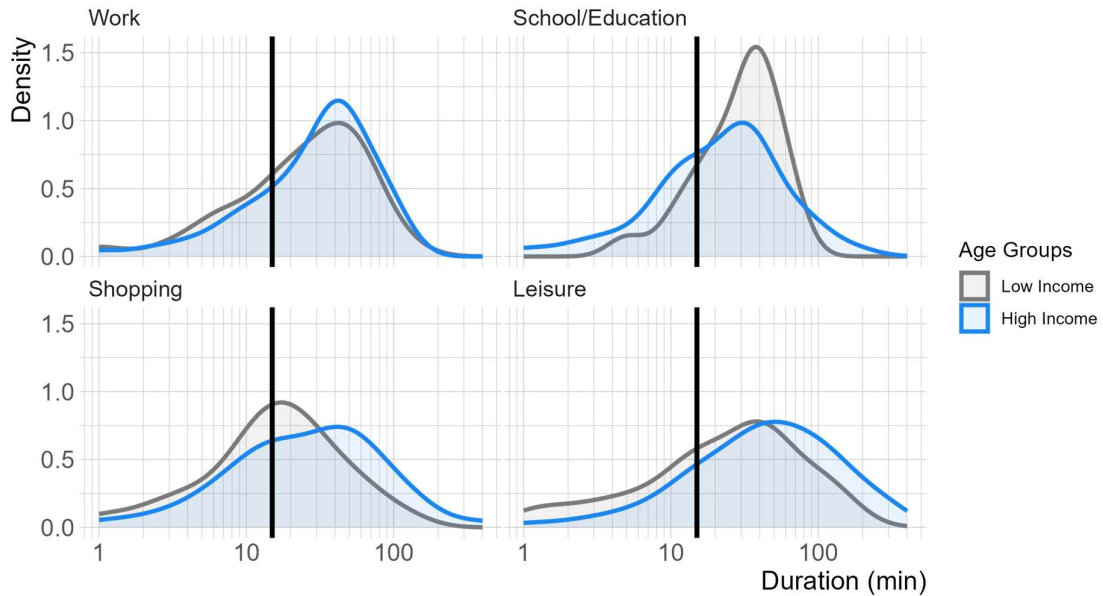 Work
School/Education
Density
1.5
1.0
0.5
0.0
Shopping
Leisure
1.5
1.0
0.5
0.0
1 10 100 1 10 100
Duration (min)
Age Groups
Low Income
High Income